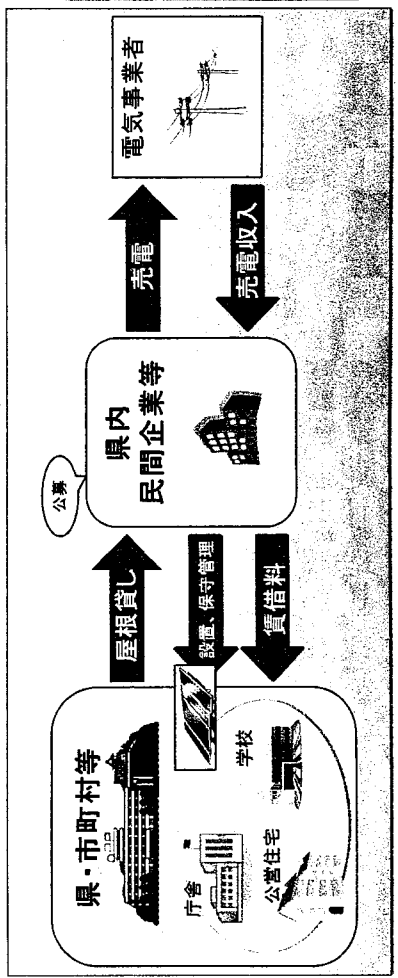 県・市町村等
庁舎
学校
公営住宅
屋根貸し
設置、保守管理
賃借料
公募
県内
民間企業等
売電
売電収入
電気事業者